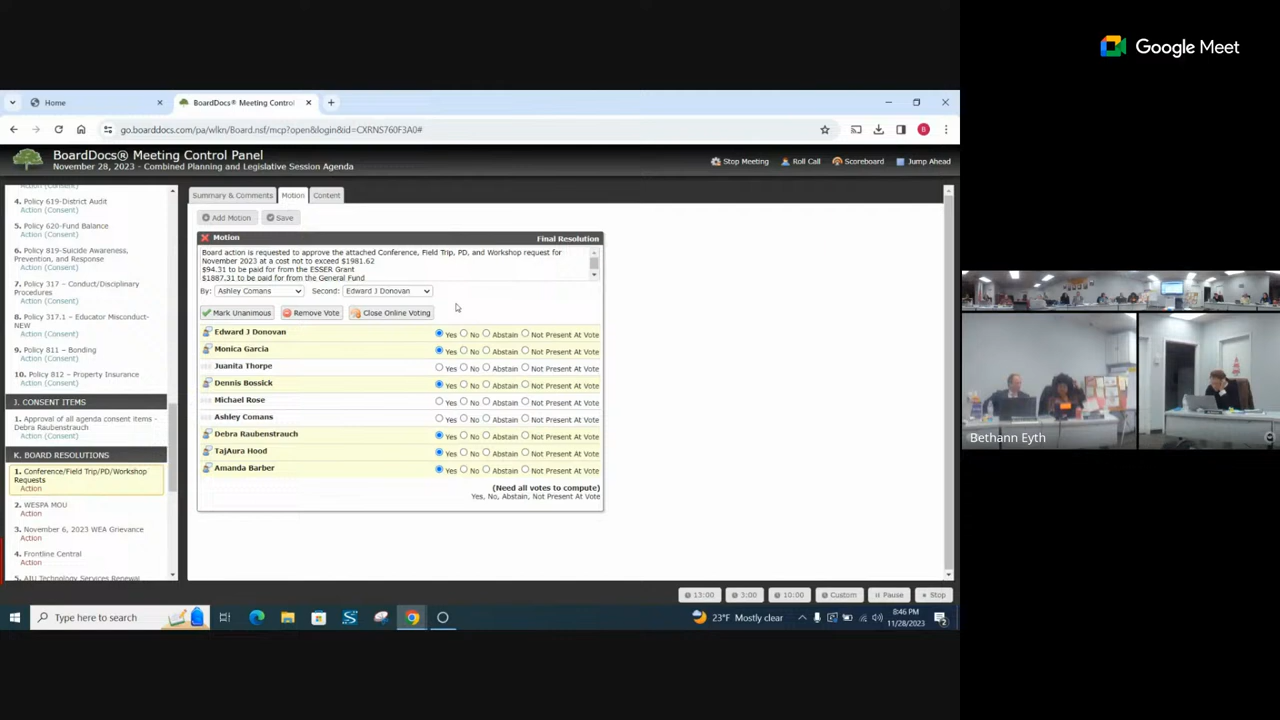 Google Meet
Home
BoardDocs® Meeting Control
go.boarddocs.com/pa/wlkn/Board.nsf/mcp?open&login&id=CXRNS760F3A0#
B
BoardDocs® Meeting Control Panel
November 28, 2023 - Combined Planning and Legislative Session Agenda
Stop Meeting
Roll Call
Scoreboard
Jump Ahead
Action (Consent)
4. Policy 619-District Audit
Action (Consent)
5. Policy 620-Fund Balance
Action (Consent)
6. Policy 819-Suicide Awareness,
Prevention, and Response
Action (Consent)
7. Policy 317 – Conduct/Disciplinary
Procedures
Action (Consent)
8. Policy 317.1 – Educator Misconduct-
NEW
Action (Consent)
9. Policy 811 – Bonding
Action (Consent)
10. Policy 812 – Property Insurance
Action (Consent)
J. CONSENT ITEMS
1. Approval of all agenda consent items -
Debra Raubenstrauch
Action (Consent)
K. BOARD RESOLUTIONS
1. Conference/Field Trip/PD/Workshop
Requests
Action
2. WESPA MOU
Action
3. November 6, 2023 WEA Grievance
Action
4. Frontline Central
Action
5. AIU Technology Services Renewal
Summary & Comments
Motion
Content
Add Motion
Save
Motion
Final Resolution
Board action is requested to approve the attached Conference, Field Trip, PD, and Workshop request for
November 2023 at a cost not to exceed $1981.62
$94.31 to be paid for from the ESSER Grant
$1887.31 to be paid for from the General Fund
By: Ashley Comans Second: Edward J Donovan
Mark Unanimous
Remove Vote
Close Online Voting
Edward J Donovan Yes No Abstain Not Present At Vote
Monica Garcia Yes No Abstain Not Present At Vote
Juanita Thorpe Yes No Abstain Not Present At Vote
Dennis Bossick Yes No Abstain Not Present At Vote
Michael Rose Yes No Abstain Not Present At Vote
Ashley Comans Yes No Abstain Not Present At Vote
Debra Raubenstrauch Yes No Abstain Not Present At Vote
TajAura Hood Yes No Abstain Not Present At Vote
Amanda Barber Yes No Abstain Not Present At Vote
(Need all votes to compute)
Yes, No, Abstain, Not Present At Vote
13:00
3:00
10:00
Custom
Pause
Stop
Type here to search
23°F Mostly clear
8:46 PM
11/28/2023
2
Bethann Eyth